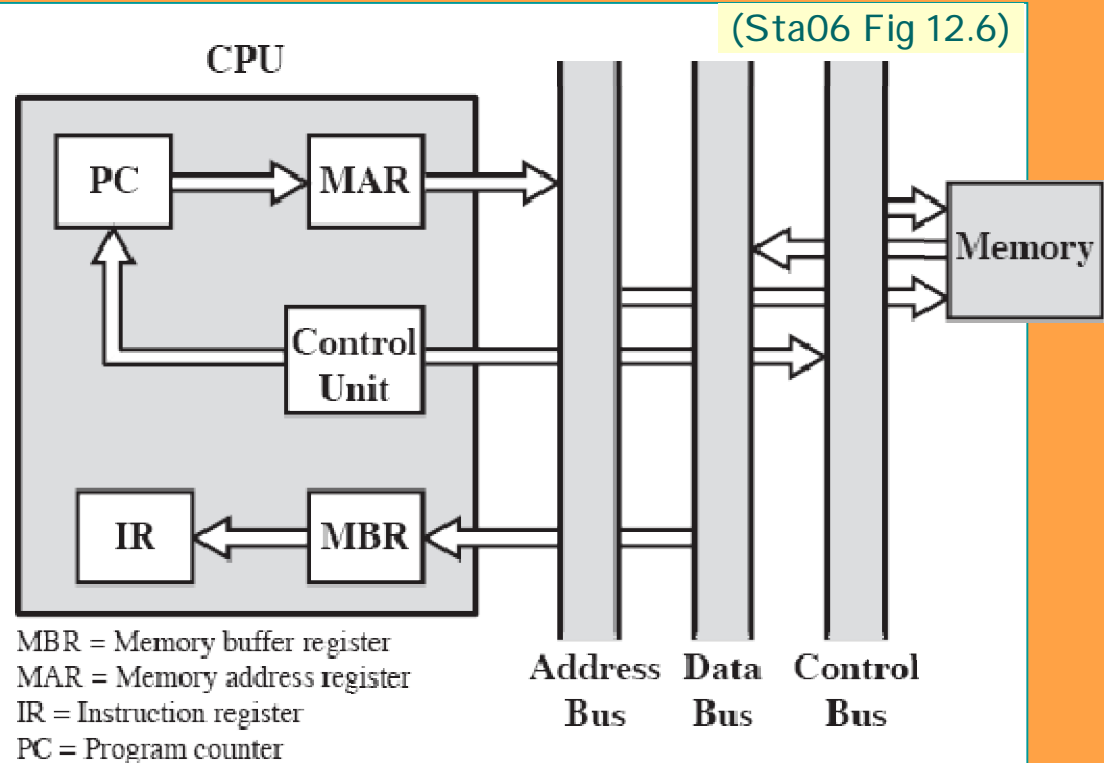 (Sta06 Fig 12.6)
CPU
PC
MAR
Memory
Control
Unit
IR
MBR
MBR = Memory buffer register
MAR = Memory address register
IR = Instruction register
PC = Program counter
Address
Bus
Data
Bus
Control
Bus